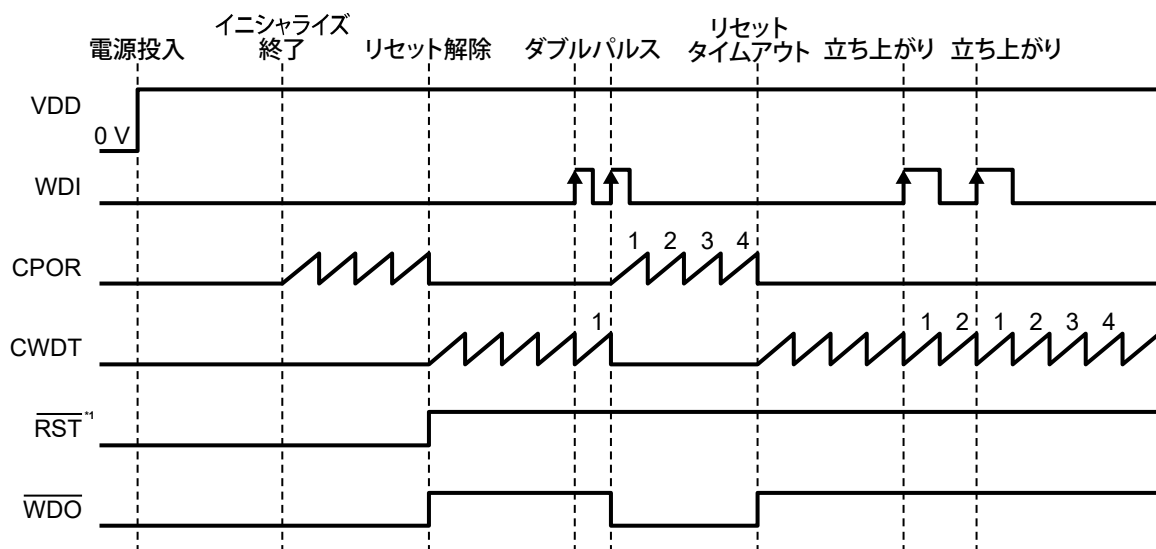 電源投入
イニシャライズ
終了
リセット解除
ダブルパルス
リセット
タイムアウト
立ち上がり
立ち上がり
VDD
0 V
WDI
CPOR
1 2 3 4
CWDT
1
1 2 1 2 3 4
RST*1
WDO